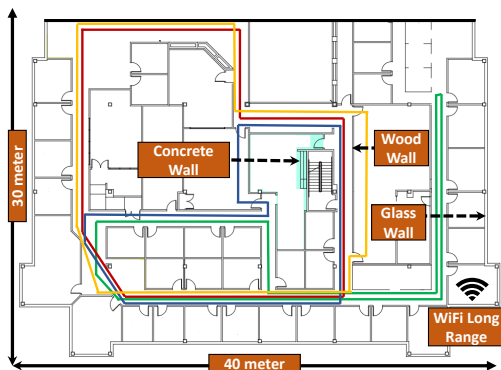 Concrete
Wall
Wood
Wall
30 meter
Glass
Wall
WiFi Long
Range
40 meter